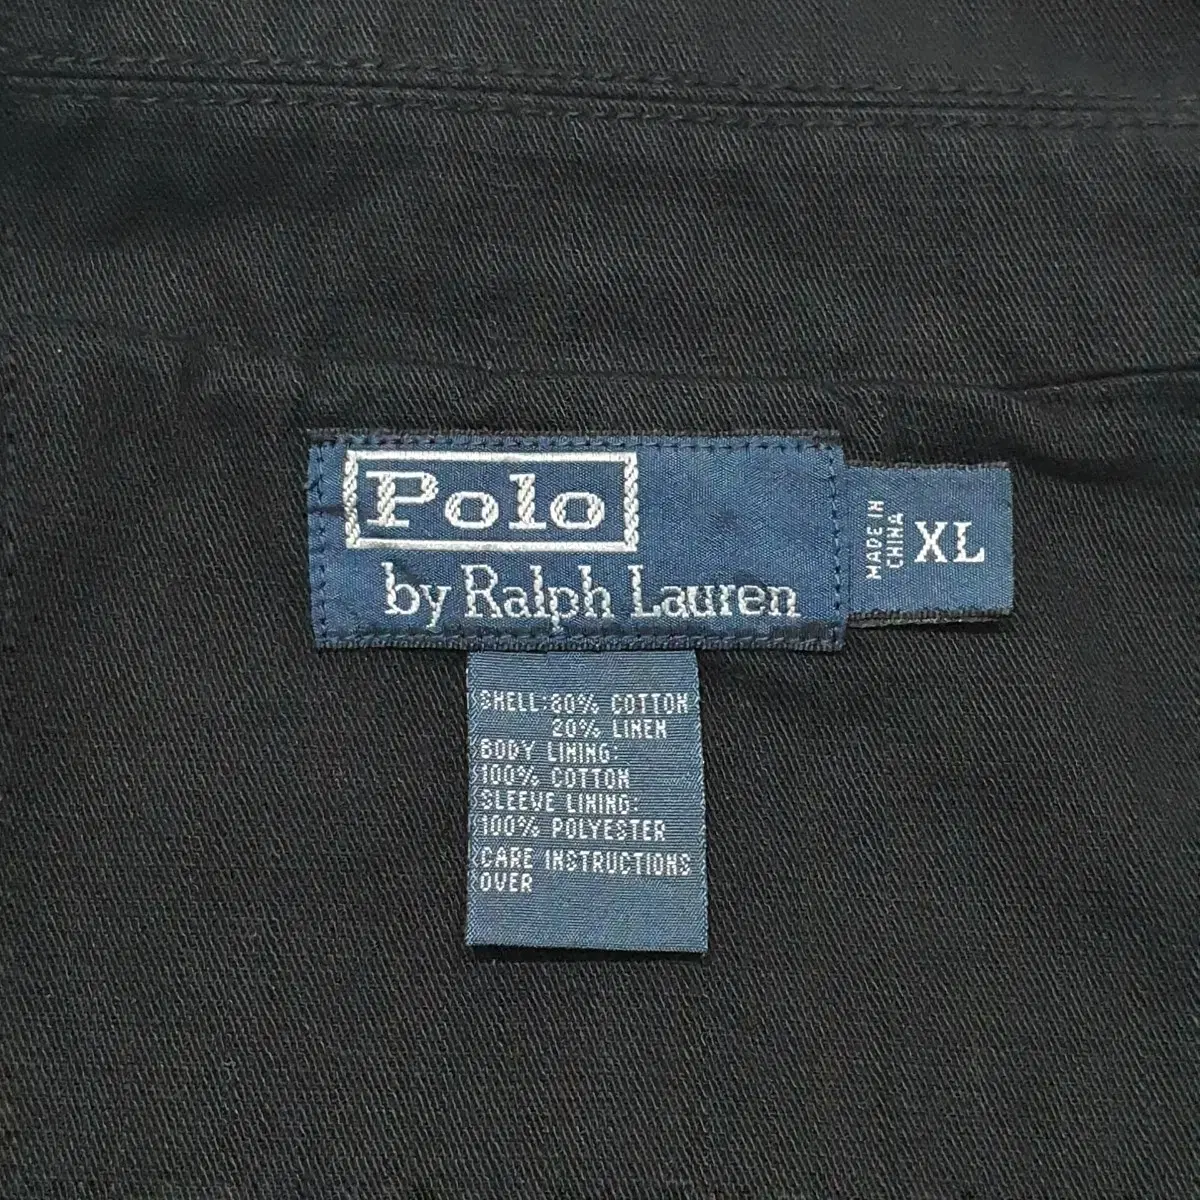 Polo
by Ralph Lauren
MADE IN
CHINA
XL
SHELL: 80% COTTON
20% LINEN
BODY LINING:
100% COTTON
SLEEVE LINING:
100% POLYESTER
CARE INSTRUCTIONS
OVER